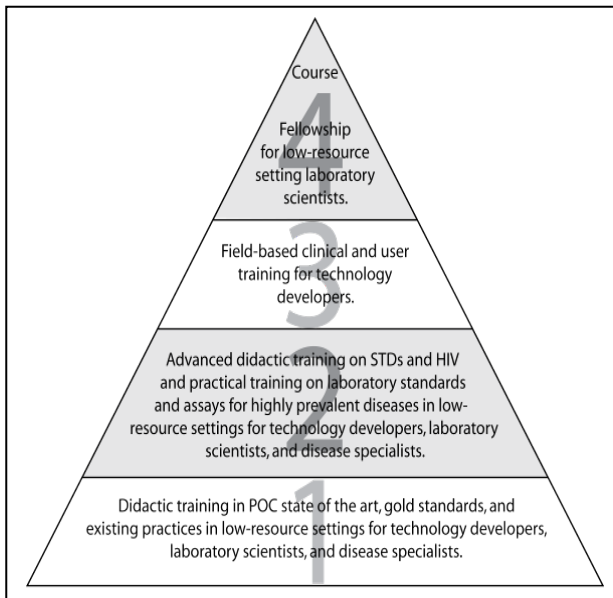 Course
4
Fellowship
for low-resource
setting laboratory
scientists.
3
Field-based clinical and user
training for technology
developers.
2
Advanced didactic training on STDs and HIV
and practical training on laboratory standards
and assays for highly prevalent diseases in low-
resource settings for technology developers, laboratory
scientists, and disease specialists.
1
Didactic training in POC state of the art, gold standards, and
existing practices in low-resource settings for technology developers,
laboratory scientists, and disease specialists.